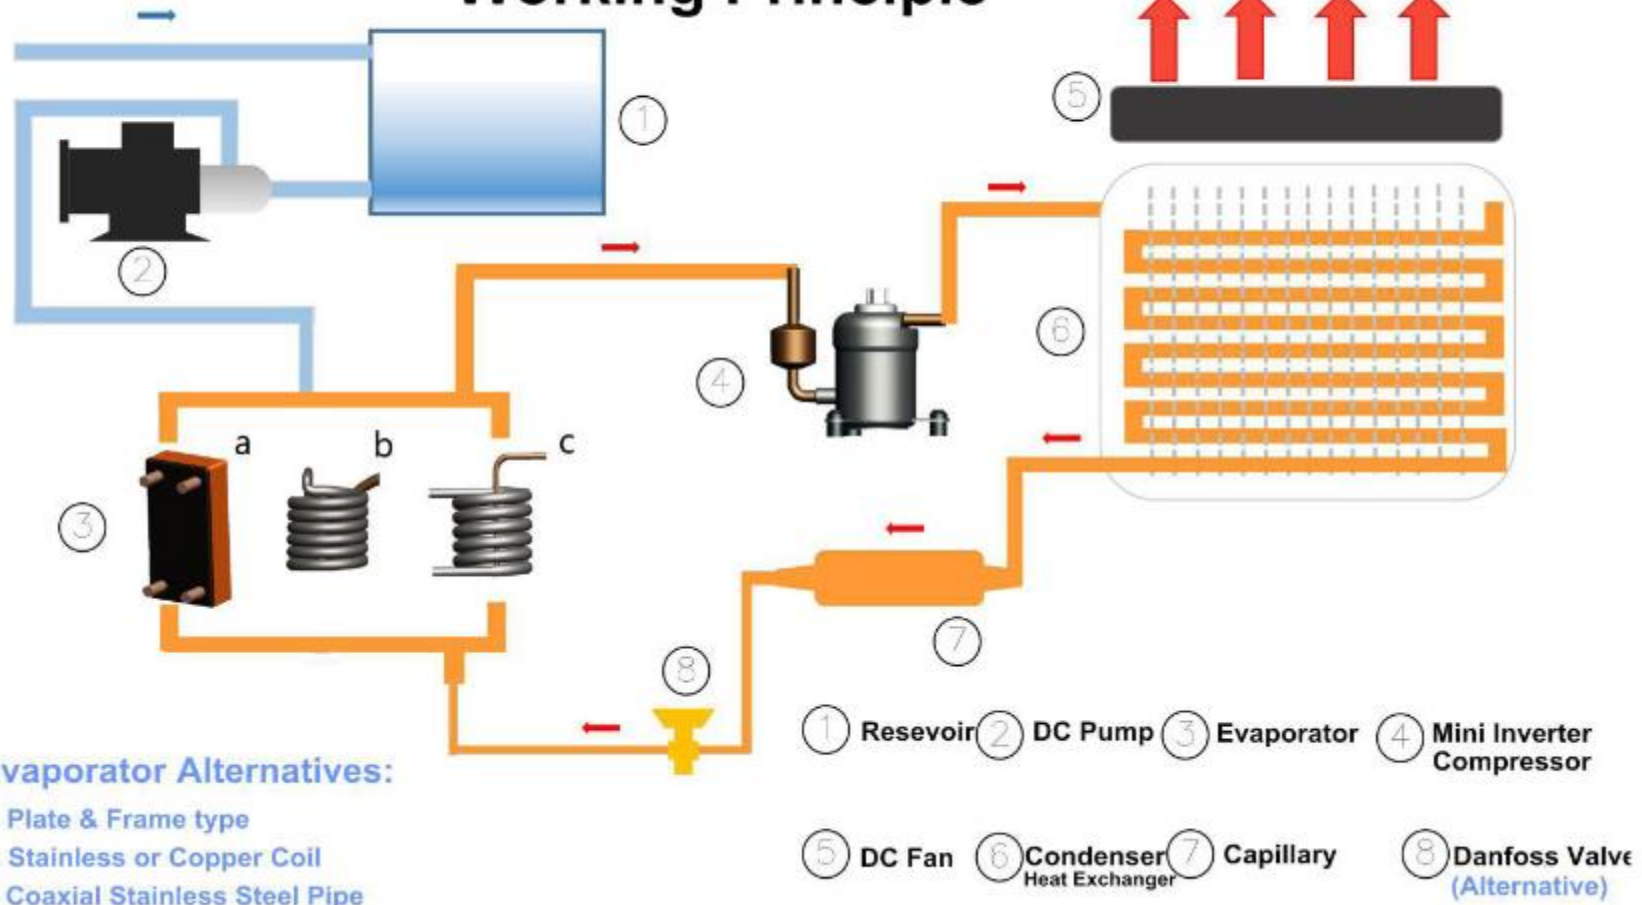 Working Principle
1
5
2
6
4
a
b
c
3
8
7
1 Resevoir 2 DC Pump 3 Evaporator 4 Mini Inverter
Compressor
vaporator Alternatives:
Plate & Frame type
Stainless or Copper Coil
Coaxial Stainless Steel Pipe
5 DC Fan 6 Condenser 7 Capillary 8 Danfoss Valve
Heat Exchanger
(Alternative)